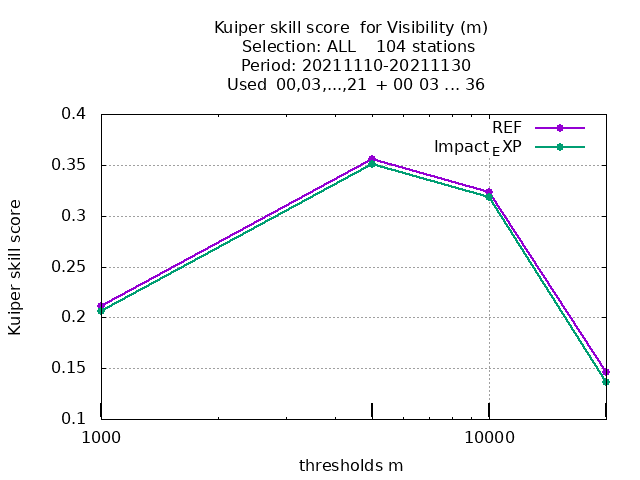 Kuiper skill score for Visibility (m)
Selection: ALL 104 stations
Period: 20211110-20211130
Used 00,03,...,21 + 00 03 ... 36
0.4
REF
Impact_EXP
0.35
0.3
0.25
0.2
0.15
0.1
Kuiper skill score
1000
10000
thresholds m